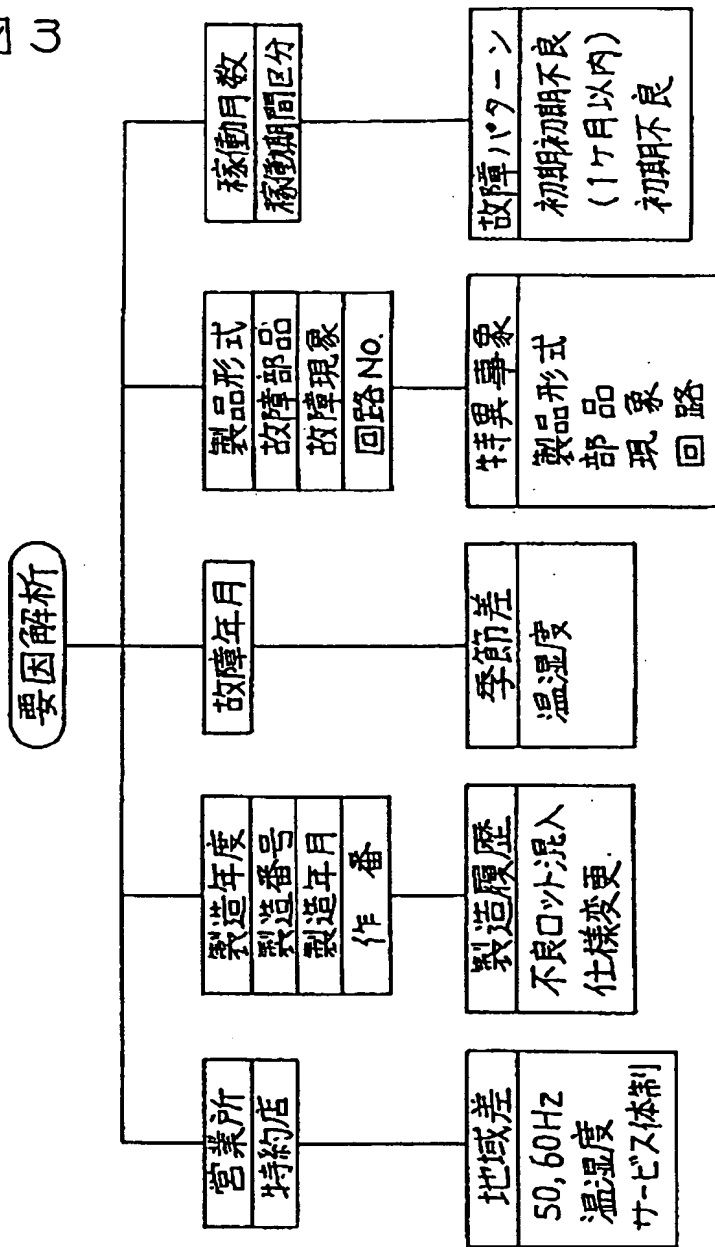 図3
要因解析
営業所
特約店
地域差
50,60Hz
温湿度
サービス体制
製造年度
製造番号
製造年月
作番
製造履歴
不良ロット混入
仕様変更
故障年月
季節差
温湿度
製品形式
故障部品
故障現象
回路No.
特異事象
製品形式
部品
現象
回路
稼働月数
稼働期間区分
故障パターン
初期初期不良
(1ケ月以内)
初期不良